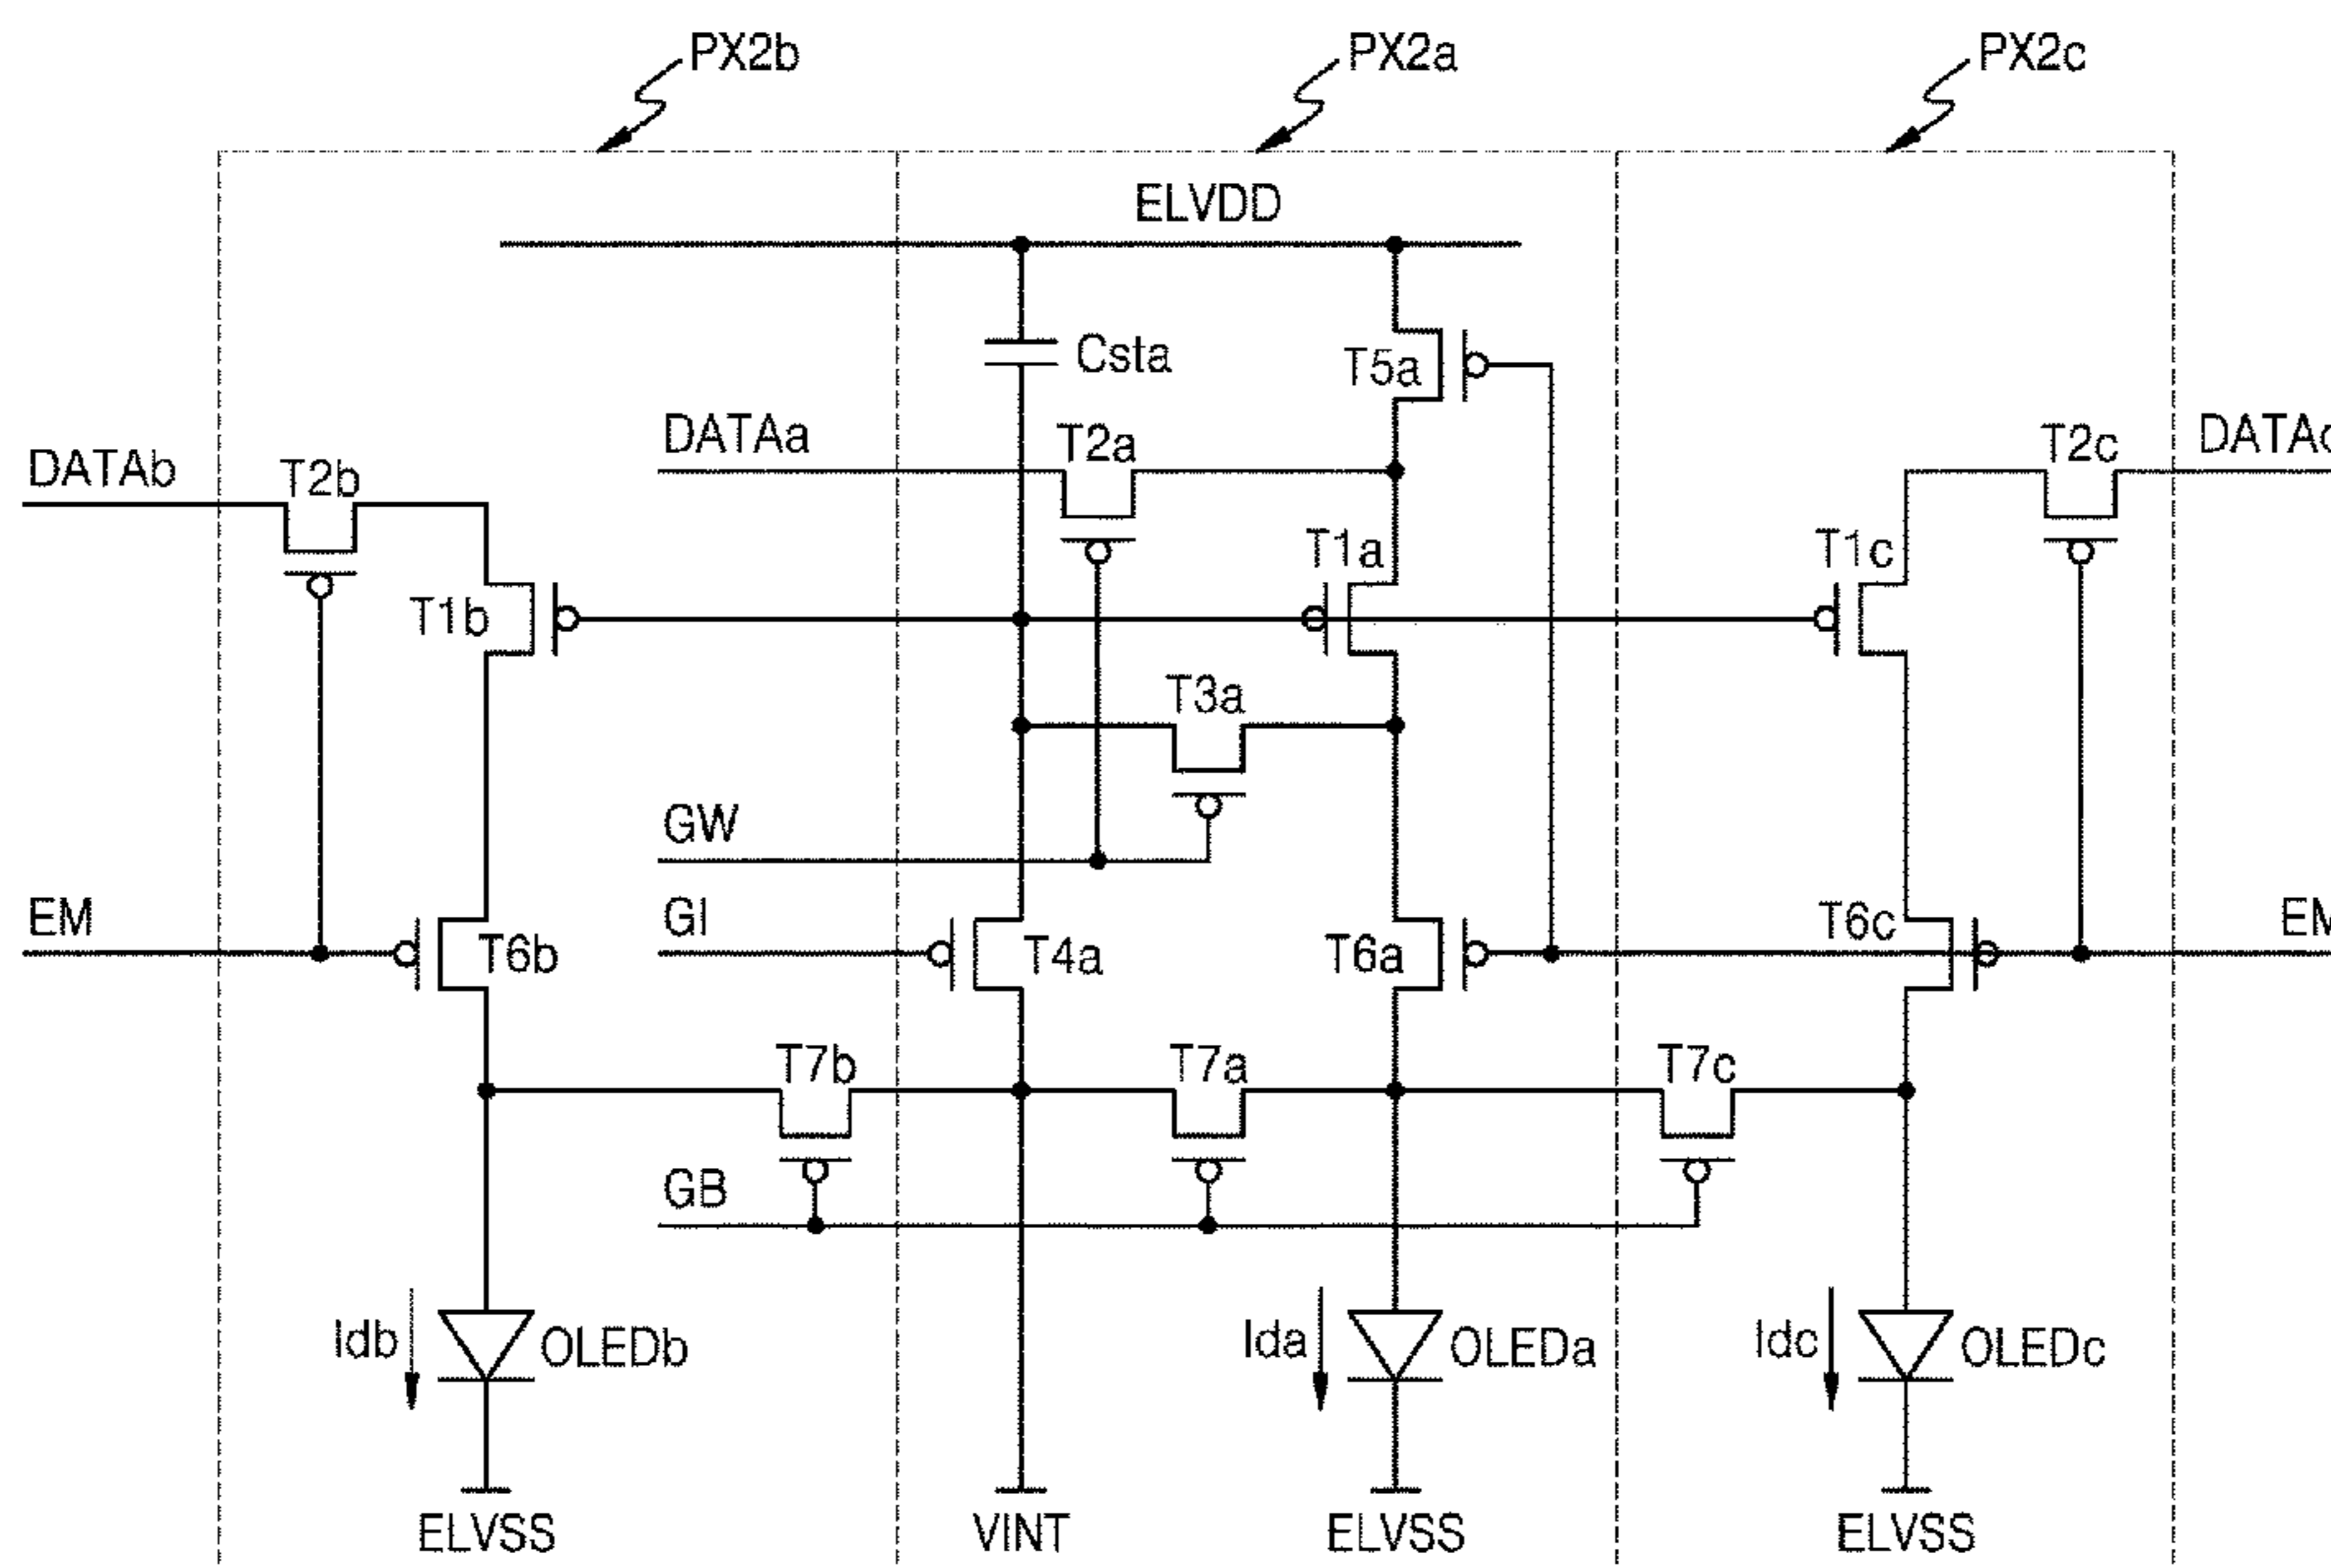 PX2b PX2a PX2c
ELVDD
Csta T5a
DATAb T2b DATAa T2a T2c
T1b T1a T1c
T3a
GW
EM T6b GI T4a T6a T6c
T7b T7a T7c
GB
Idb OLEDb Ida OLEDa Idc OLEDc
ELVSS VINT ELVSS ELVSS